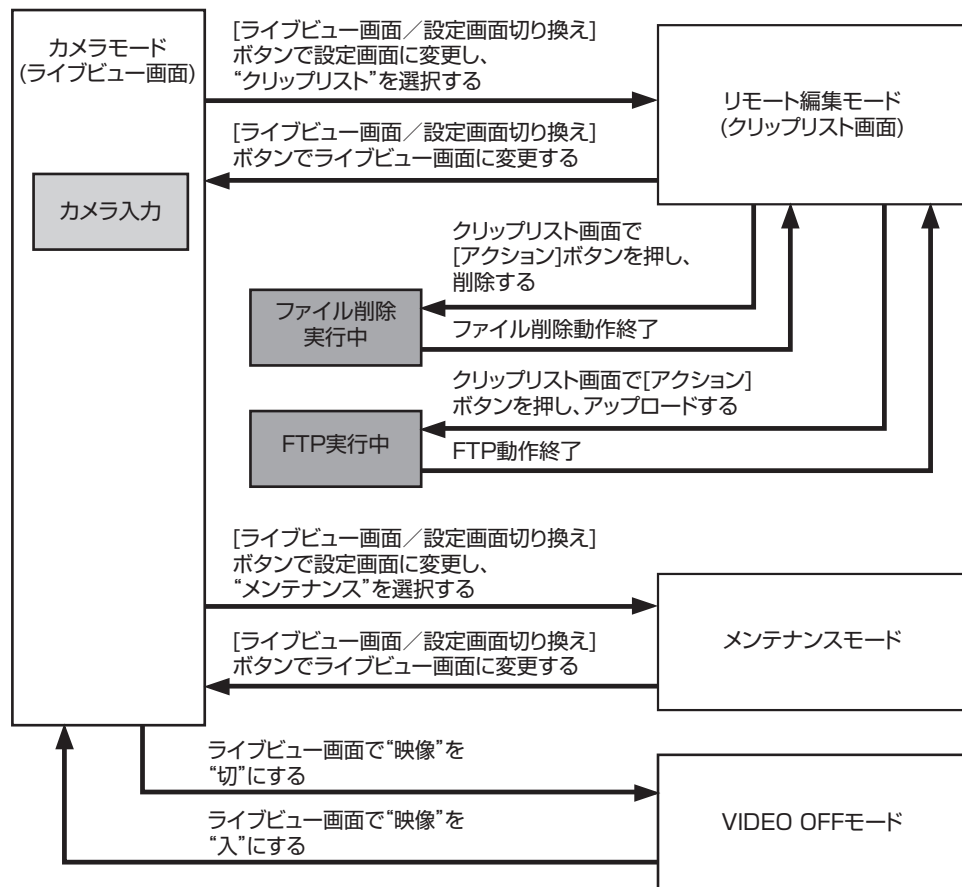 カメラモード
(ライブビュー画面)
カメラ入力
[ライブビュー画面／設定画面切り換え]
ボタンで設定画面に変更し、
“クリップリスト”を選択する
[ライブビュー画面／設定画面切り換え]
ボタンでライブビュー画面に変更する
リモート編集モード
(クリップリスト画面)
クリップリスト画面で
[アクション]ボタンを押し、
削除する
ファイル削除
実行中
ファイル削除動作終了
クリップリスト画面で[アクション]
ボタンを押し、アップロードする
FTP実行中
FTP動作終了
[ライブビュー画面／設定画面切り換え]
ボタンで設定画面に変更し、
“メンテナンス”を選択する
[ライブビュー画面／設定画面切り換え]
ボタンでライブビュー画面に変更する
メンテナンスモード
ライブビュー画面で“映像”を
“切”にする
ライブビュー画面で“映像”を
“入”にする
VIDEO OFFモード